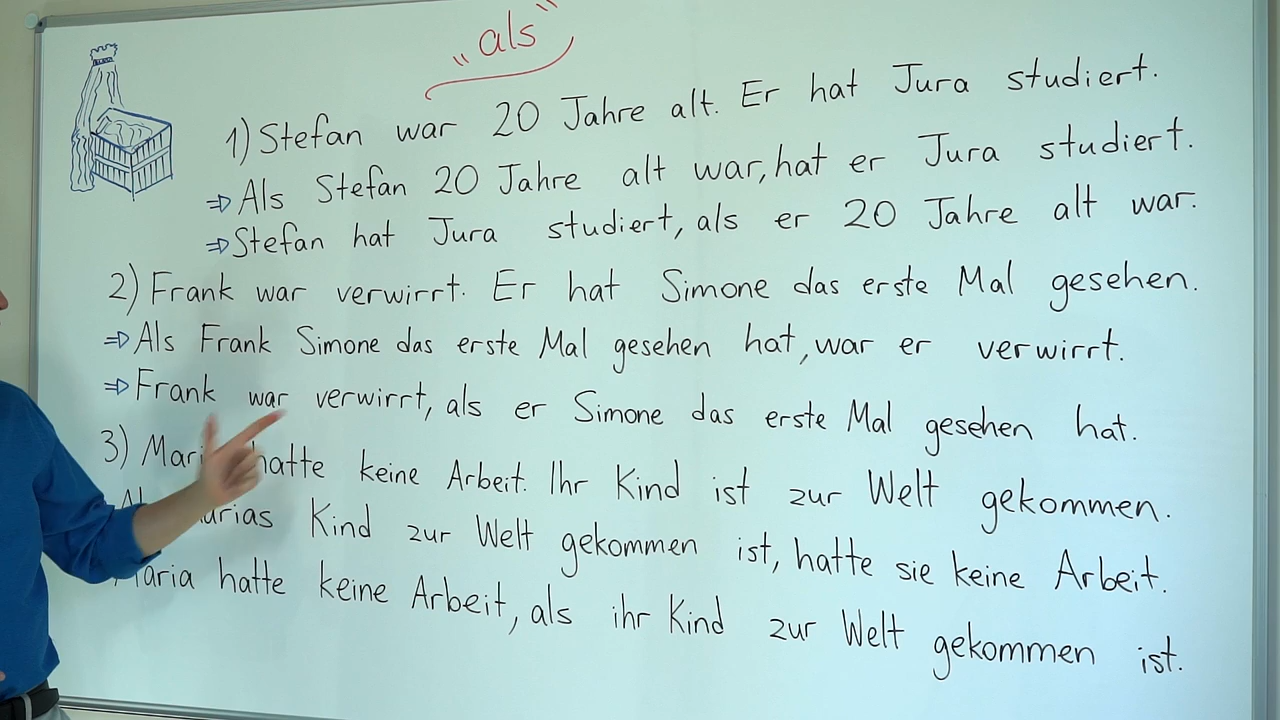 „als“
1) Stefan war 20 Jahre alt. Er hat Jura studiert.
⇒ Als Stefan 20 Jahre alt war, hat er Jura studiert.
⇒ Stefan hat Jura studiert, als er 20 Jahre alt war.
2) Frank war verwirrt. Er hat Simone das erste Mal gesehen.
⇒ Als Frank Simone das erste Mal gesehen hat, war er verwirrt.
⇒ Frank war verwirrt, als er Simone das erste Mal gesehen hat.
3) Mari hatte keine Arbeit. Ihr Kind ist zur Welt gekommen.
Al arias Kind zur Welt gekommen ist, hatte sie keine Arbeit.
Maria hatte keine Arbeit, als ihr Kind zur Welt gekommen ist.